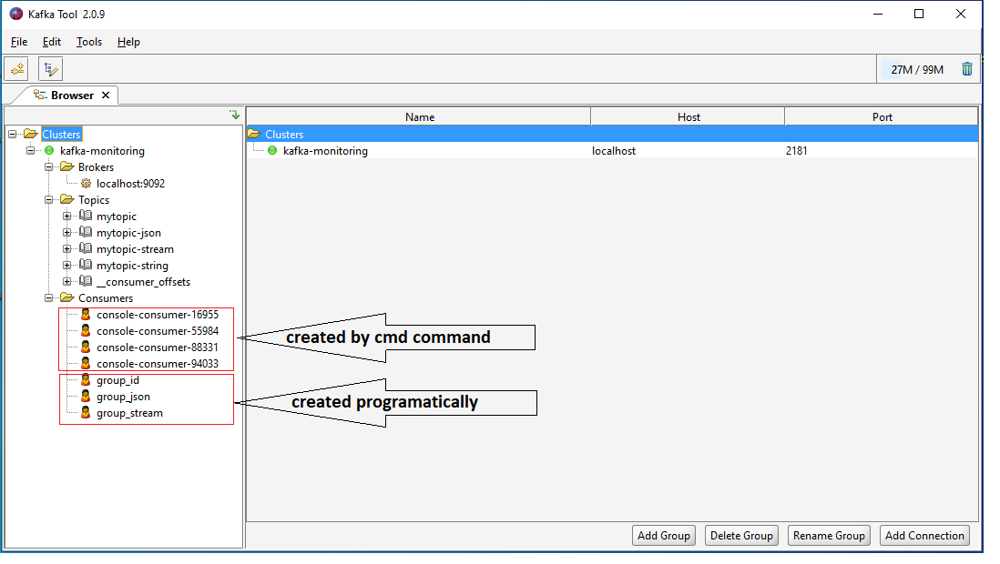 Kafka Tool 2.0.9
File Edit Tools Help
27M / 99M
Browser
Name Host Port
Clusters
kafka-monitoring
Brokers
localhost:9092
Topics
mytopic
mytopic-json
mytopic-stream
mytopic-string
__consumer_offsets
Consumers
console-consumer-16955
console-consumer-55984
console-consumer-88331
console-consumer-94033
group_id
group_json
group_stream
Clusters
kafka-monitoring localhost 2181
created by cmd command
created programatically
Add Group Delete Group Rename Group Add Connection